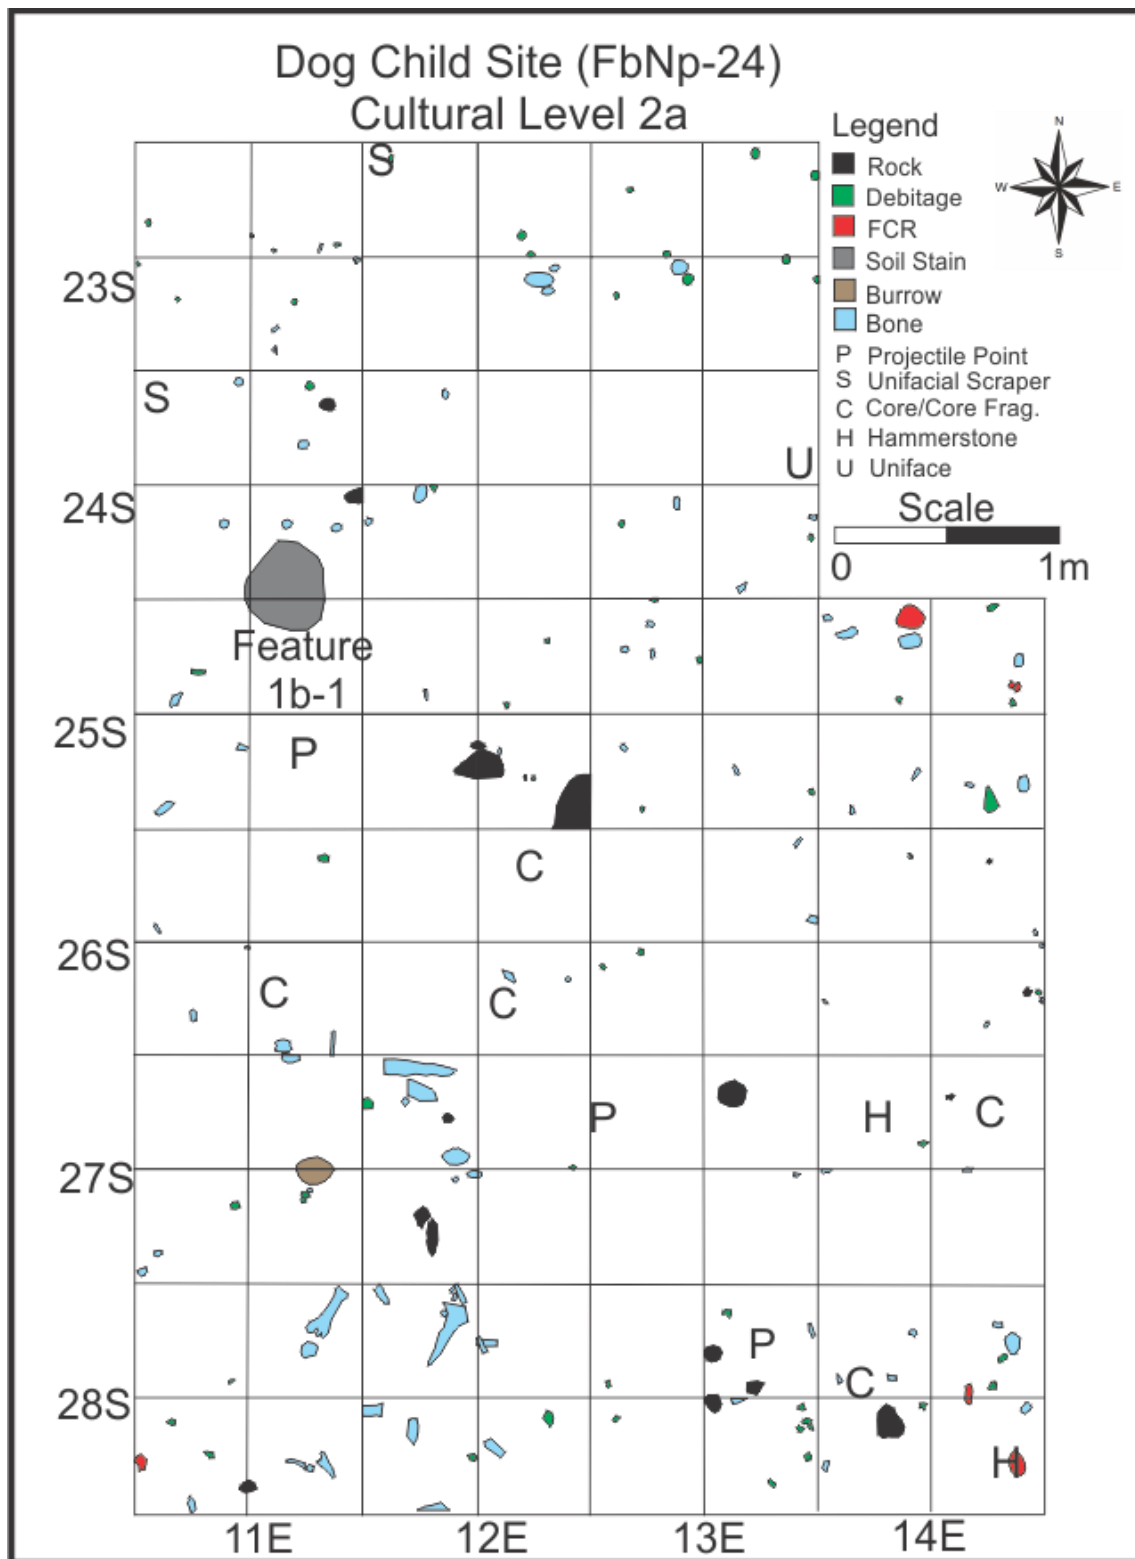 Dog Child Site (FbNp-24)
Cultural Level 2a
Legend
Rock
Debitage
FCR
Soil Stain
Burrow
Bone
P Projectile Point
S Unifacial Scraper
C Core/Core Frag.
H Hammerstone
U Uniface
N
W E
S
Scale
0 1m
S
23S
S
U
24S
Feature
1b-1
25S
P
C
26S
C
C
P H C
27S
P
C
28S
H
11E 12E 13E 14E